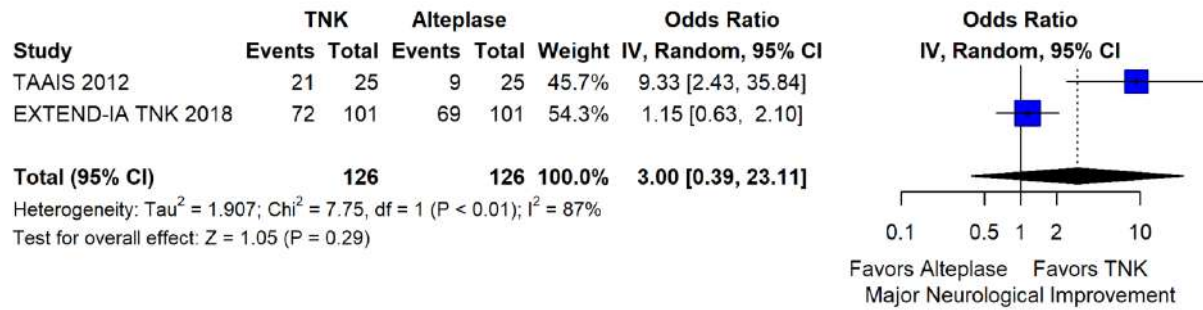 TNK Alteplase Odds Ratio Odds Ratio
Study Events Total Events Total Weight IV, Random, 95% CI IV, Random, 95% CI
TAAIS 2012 21 25 9 25 45.7% 9.33 [2.43, 35.84]
EXTEND-IA TNK 2018 72 101 69 101 54.3% 1.15 [0.63, 2.10]
Total (95% CI) 126 126 100.0% 3.00 [0.39, 23.11]
Heterogeneity: Tau² = 1.907; Chi² = 7.75, df = 1 (P < 0.01); I² = 87%
Test for overall effect: Z = 1.05 (P = 0.29)
0.1 0.5 1 2 10
Favors Alteplase Favors TNK
Major Neurological Improvement